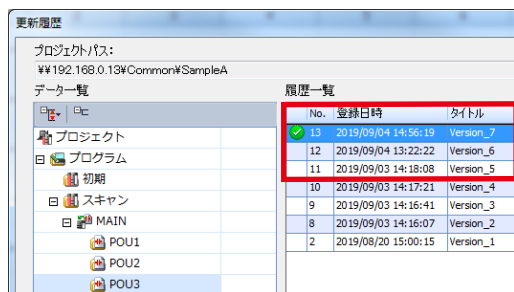 更新履歴
プロジェクトパス:
¥¥192.168.0.13¥Common¥SampleA
データ一覧
プロジェクト
プログラム
初期
スキャン
MAIN
POU1
POU2
POU3
履歴一覧
No. 登録日時 タイトル
13 2019/09/04 14:56:19 Version_7
12 2019/09/04 13:22:22 Version_6
11 2019/09/03 14:18:08 Version_5
10 2019/09/03 14:17:21 Version_4
9 2019/09/03 14:16:41 Version_3
8 2019/09/03 14:16:07 Version_2
2 2019/08/20 15:00:15 Version_1